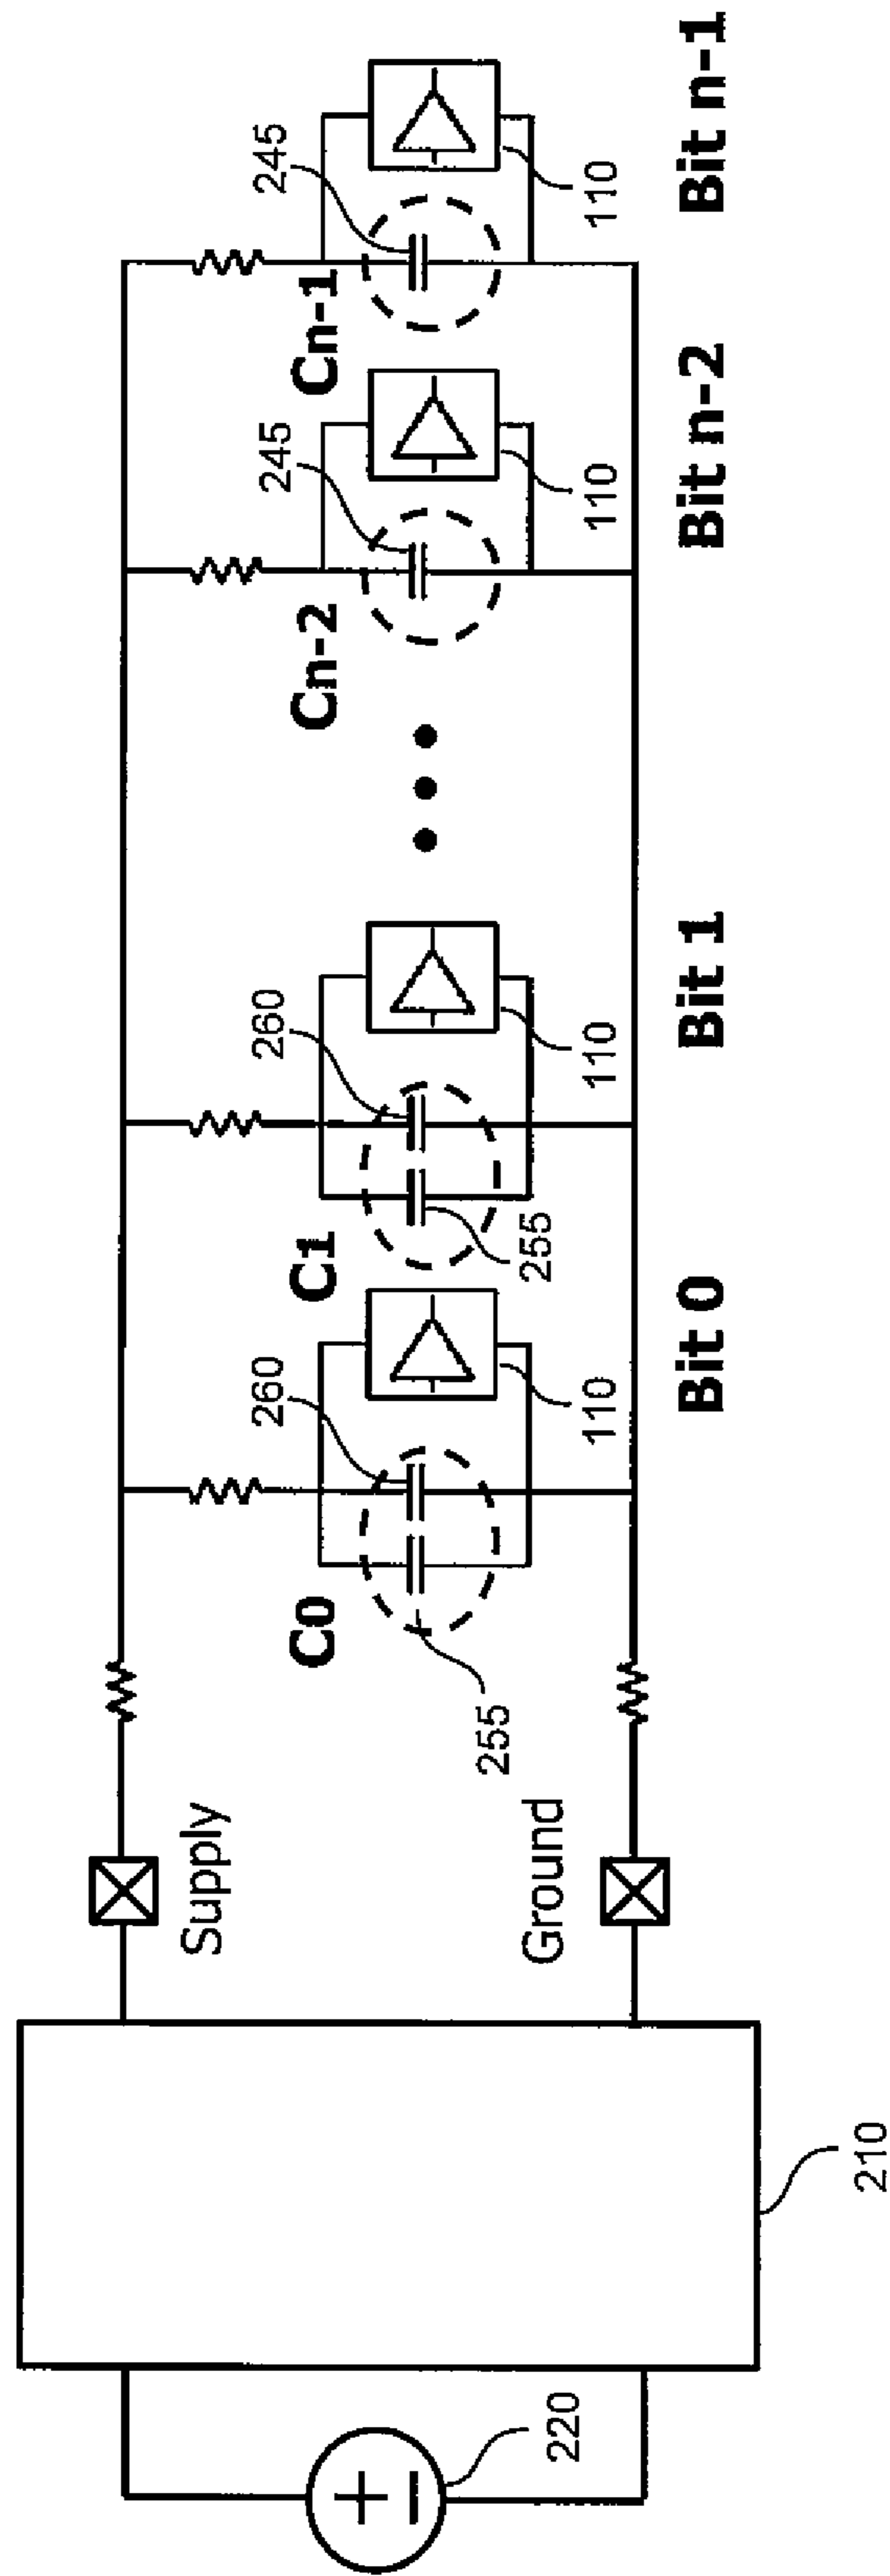 220
210
Supply
Ground
C0
255
260
110
Bit 0
C1
255
260
110
Bit 1
Cn-2
245
110
Bit n-2
Cn-1
245
110
Bit n-1